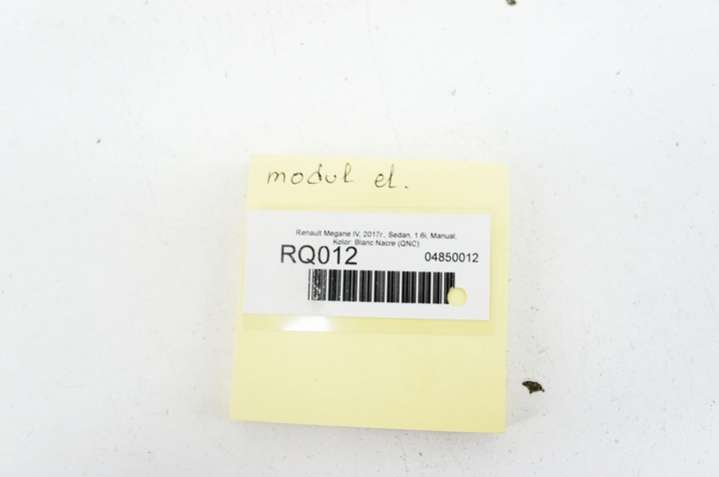 modul el.
Renault Megane IV, 2017r., Sedan, 1.6i, Manual,
Kolor: Blanc Nacre (QNC)
RQ012 04850012